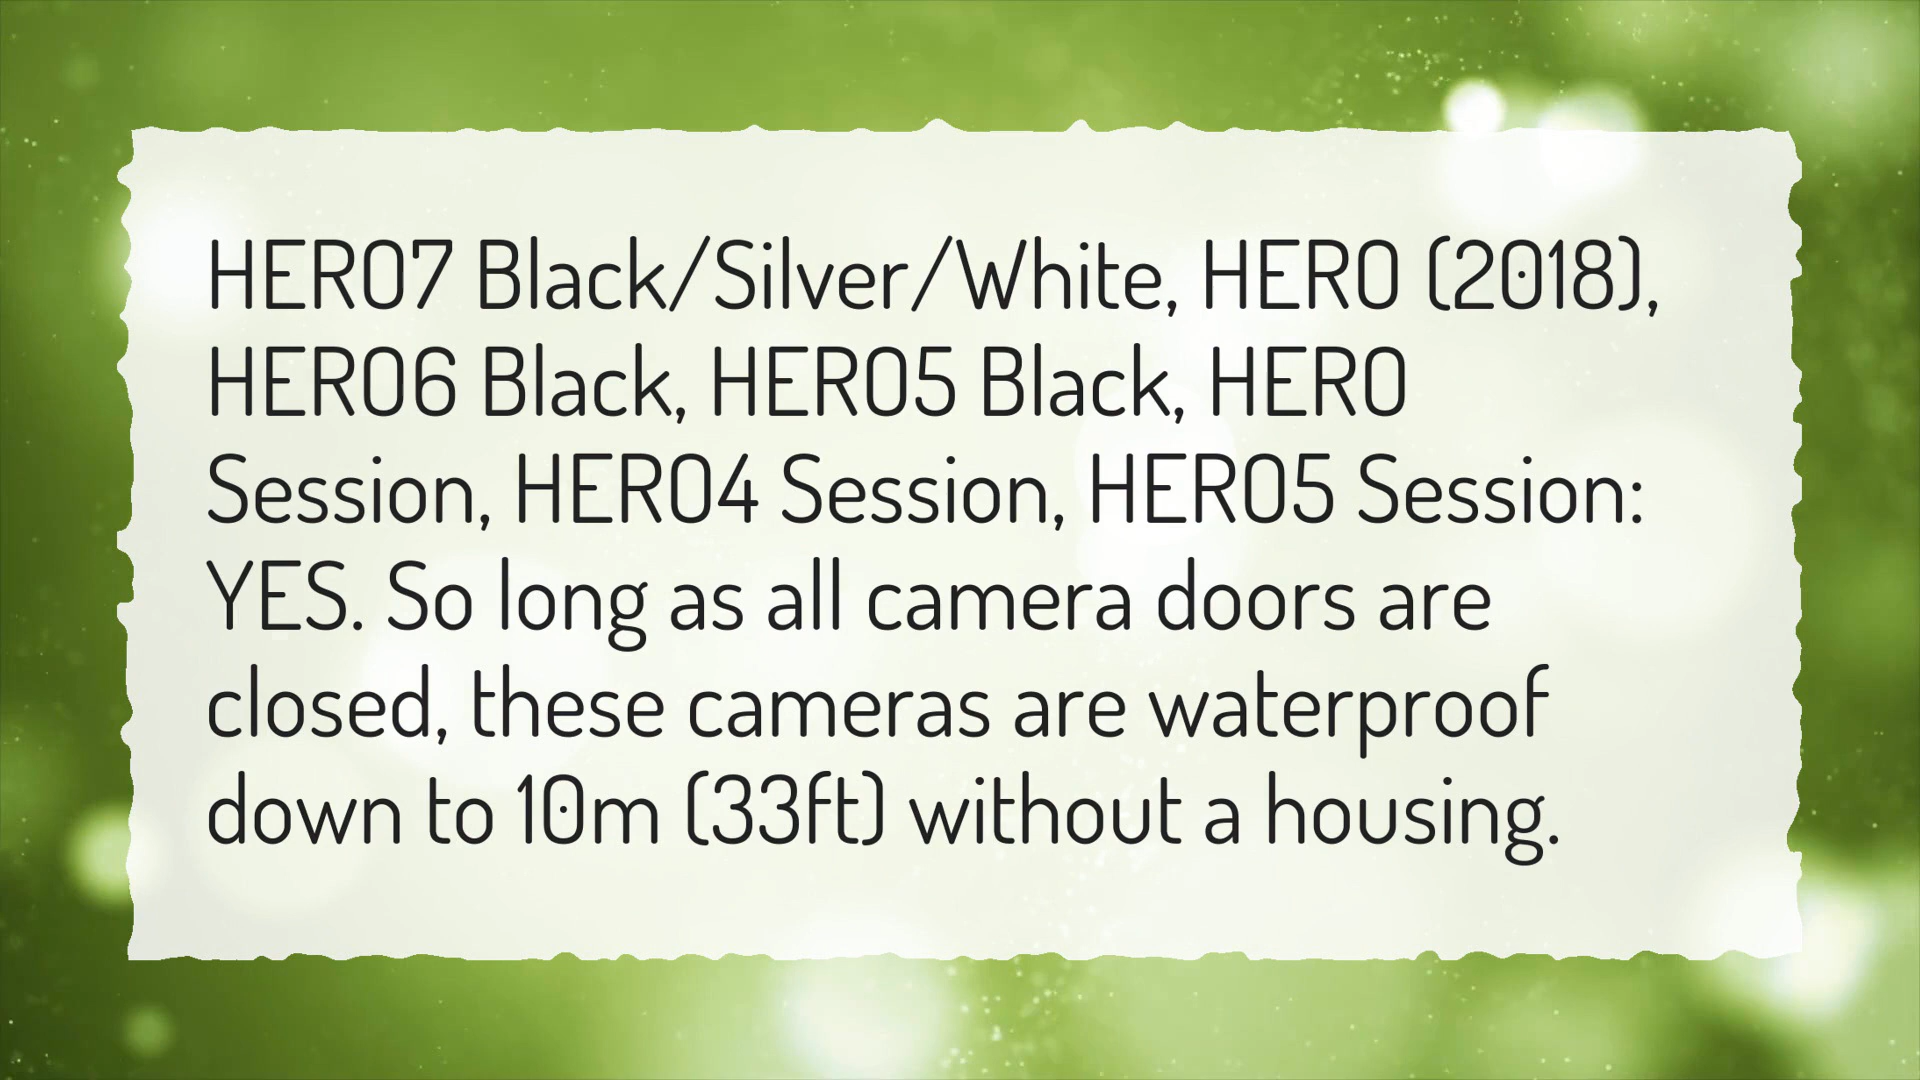 HERO7 Black/Silver/White, HERO (2018),
HERO6 Black, HERO5 Black, HERO
Session, HERO4 Session, HERO5 Session:
YES. So long as all camera doors are
closed, these cameras are waterproof
down to 10m (33ft) without a housing.